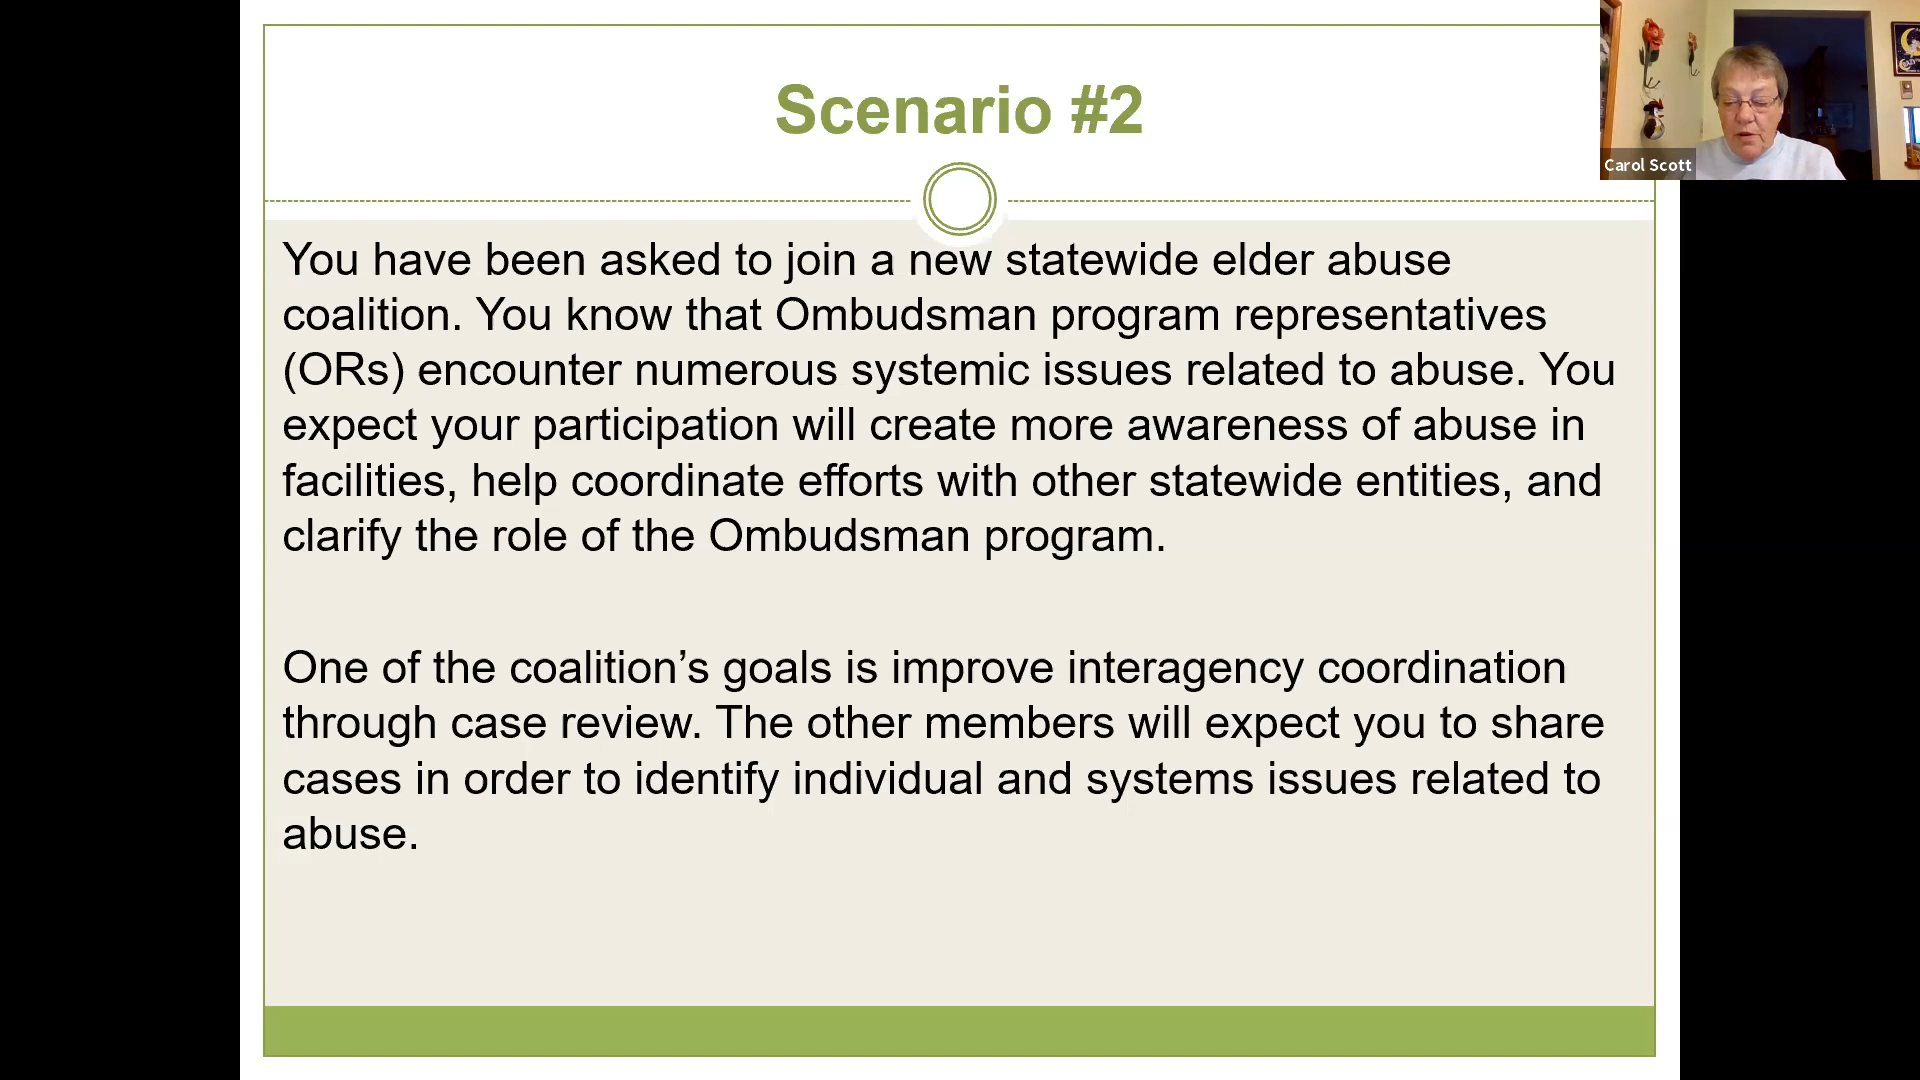 Scenario #2
Carol Scott
You have been asked to join a new statewide elder abuse
coalition. You know that Ombudsman program representatives
(ORs) encounter numerous systemic issues related to abuse. You
expect your participation will create more awareness of abuse in
facilities, help coordinate efforts with other statewide entities, and
clarify the role of the Ombudsman program.
One of the coalition’s goals is improve interagency coordination
through case review. The other members will expect you to share
cases in order to identify individual and systems issues related to
abuse.